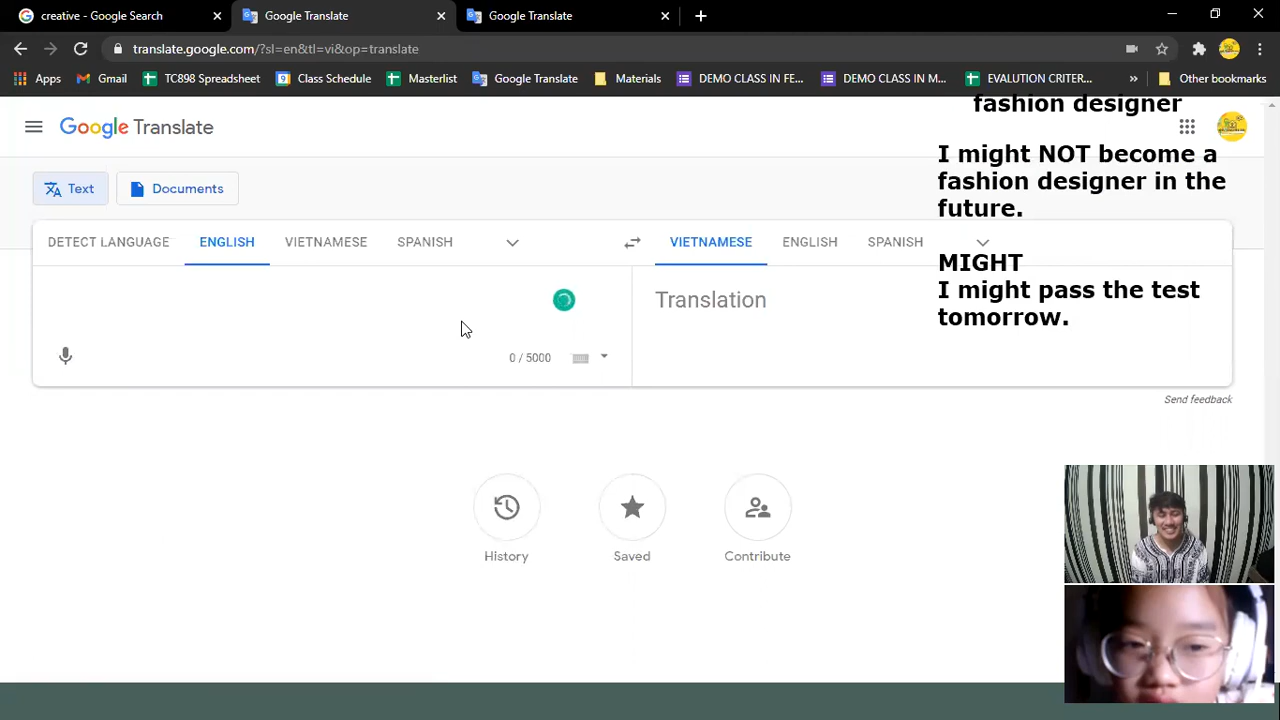 creative - Google Search
Google Translate
Google Translate
translate.google.com/?sl=en&tl=vi&op=translate
Apps
Gmail
TC898 Spreadsheet
Class Schedule
Masterlist
Google Translate
Materials
DEMO CLASS IN FE...
DEMO CLASS IN M...
EVALUTION CRITER...
Other bookmarks
fashion designer
Google Translate
I might NOT become a
fashion designer in the
future.
Text
Documents
DETECT LANGUAGE
ENGLISH
VIETNAMESE
SPANISH
VIETNAMESE
ENGLISH
SPANISH
MIGHT
I might pass the test
tomorrow.
Translation
0 / 5000
Send feedback
History
Saved
Contribute